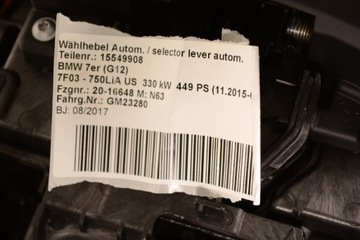 Wählhebel Autom. / selector lever autom.
Teilenr.: 15549908
BMW 7er (G12)
7F03 - 750LiA US 330 kW 449 PS (11.2015-
Fzgnr.: 20-16648 M: N63
Fahrg.Nr.: GM23280
BJ: 08/2017